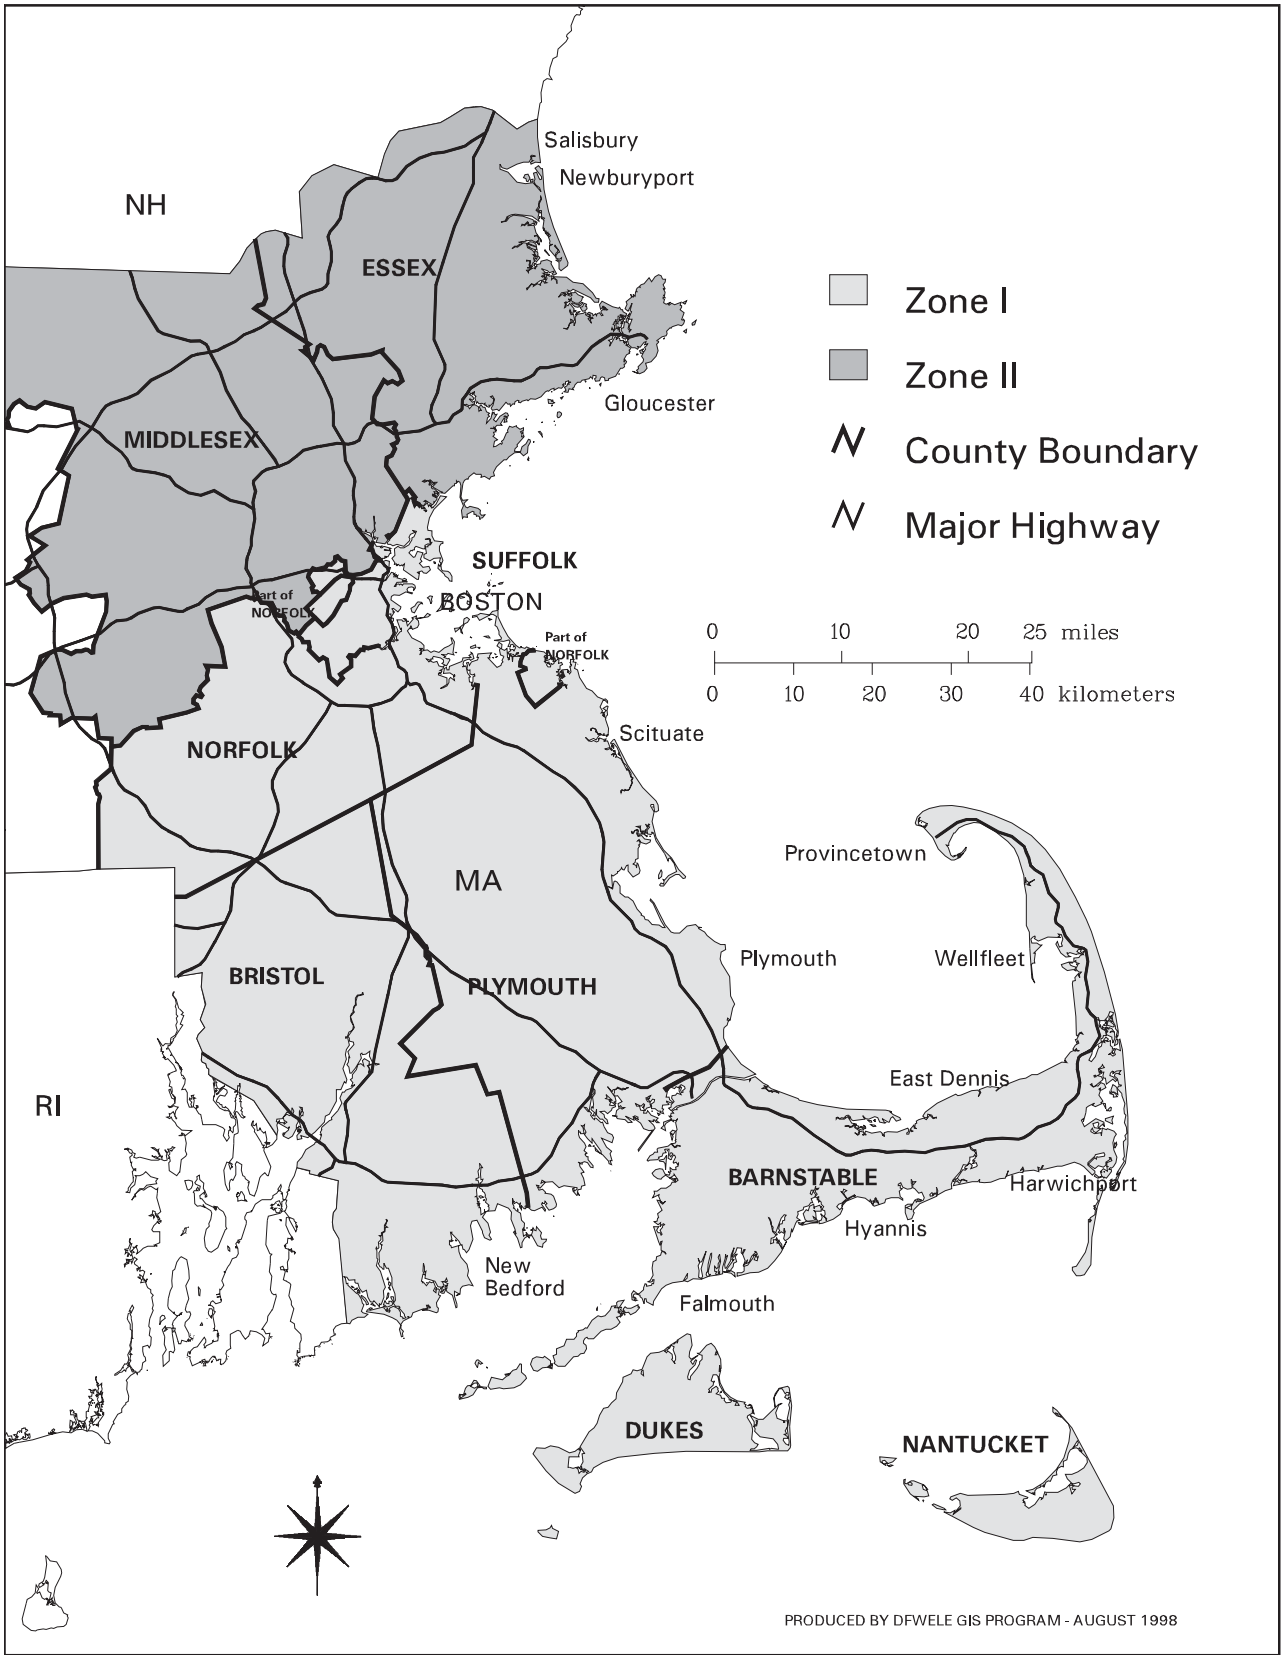 Salisbury
Newburyport
NH
ESSEX
Zone I
Zone II
Gloucester
MIDDLESEX
County Boundary
Major Highway
SUFFOLK
BOSTON
Part of
NORFOLK
Part of
NORFOLK
0 10 20 25 miles
0 10 20 30 40 kilometers
Scituate
NORFOLK
Provincetown
MA
Plymouth
Wellfleet
BRISTOL
PLYMOUTH
East Dennis
RI
BARNSTABLE
Harwichport
Hyannis
New
Bedford
Falmouth
DUKES
NANTUCKET
PRODUCED BY DFWELE GIS PROGRAM - AUGUST 1998